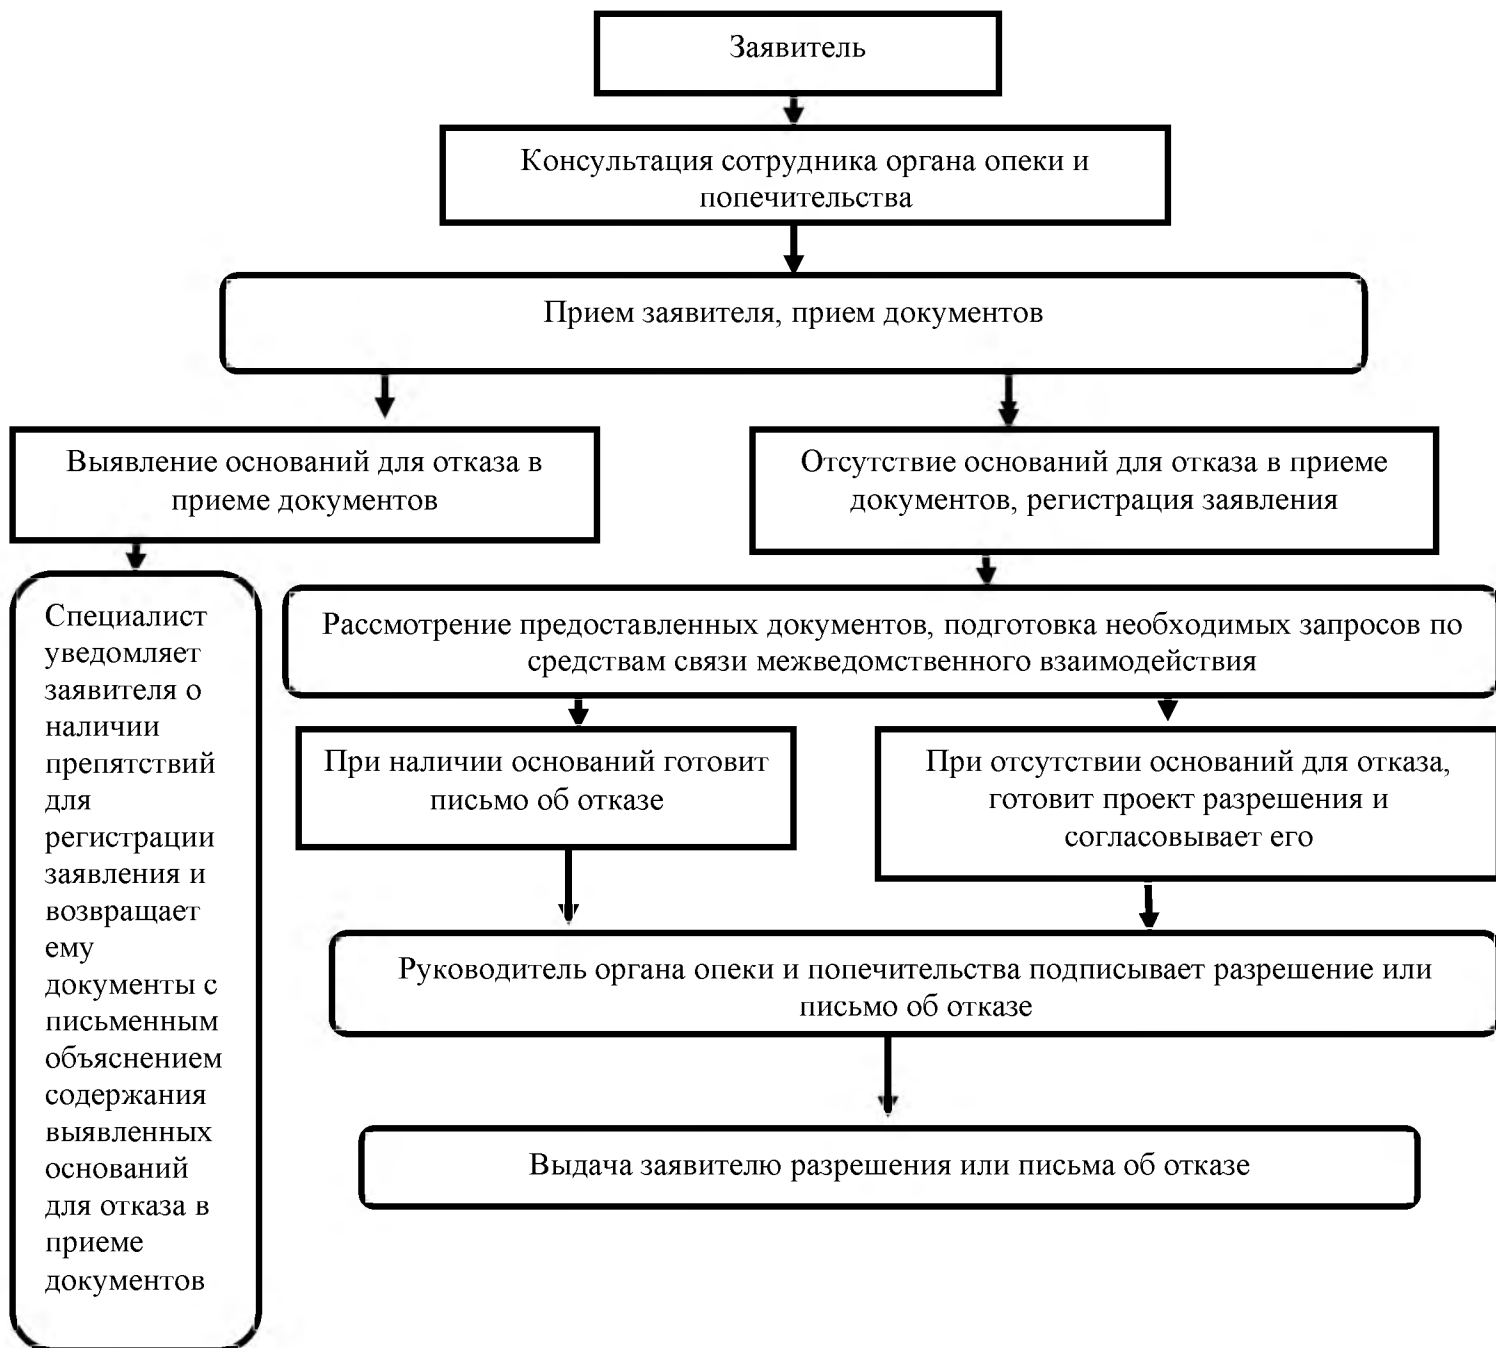 Заявитель
Консультация сотрудника органа опеки и
попечительства
Прием заявителя, прием документов
Выявление оснований для отказа в
приеме документов
Отсутствие оснований для отказа в приеме
документов, регистрация заявления
Специалист
уведомляет
заявителя о
наличии
препятствий
для
регистрации
заявления и
возвращает
ему
документы с
письменным
объяснением
содержания
выявленных
оснований
для отказа в
приеме
документов
Рассмотрение предоставленных документов, подготовка необходимых запросов по
средствам связи межведомственного взаимодействия
При наличии оснований готовит
письмо об отказе
При отсутствии оснований для отказа,
готовит проект разрешения и
согласовывает его
Руководитель органа опеки и попечительства подписывает разрешение или
письмо об отказе
Выдача заявителю разрешения или письма об отказе